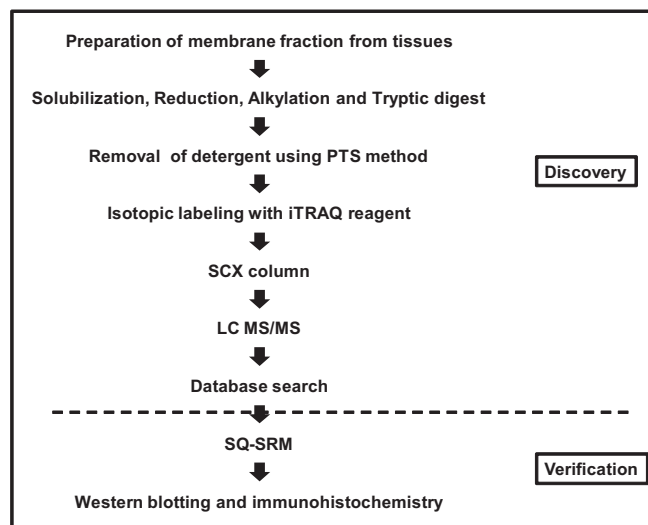 Preparation of membrane fraction from tissues
Solubilization, Reduction, Alkylation and Tryptic digest
Removal of detergent using PTS method
Discovery
Isotopic labeling with iTRAQ reagent
SCX column
LC MS/MS
Database search
SQ-SRM
Verification
Western blotting and immunohistochemistry